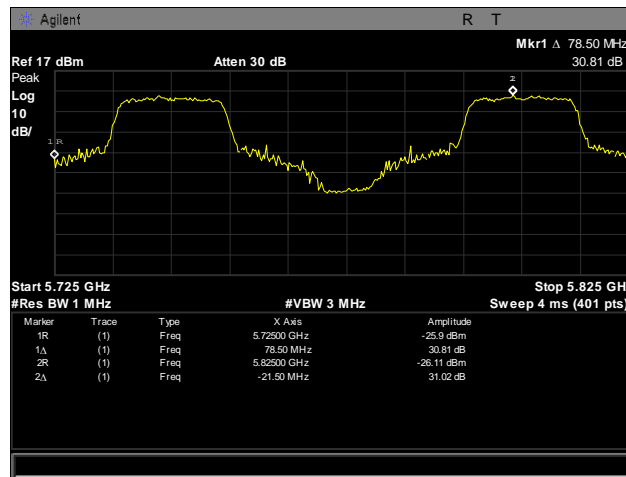 Agilent R T
Mkr1 Δ 78.50 MHz
Ref 17 dBm Atten 30 dB 30.81 dB
Peak
Log
10
dB/
1R
2
Start 5.725 GHz Stop 5.825 GH
#Res BW 1 MHz #VBW 3 MHz Sweep 4 ms (401 pts)
Marker Trace Type X Axis Amplitude
1R (1) Freq 5.72500 GHz -25.9 dBm
1Δ (1) Freq 78.50 MHz 30.81 dB
2R (1) Freq 5.82500 GHz -26.11 dBm
2Δ (1) Freq -21.50 MHz 31.02 dB